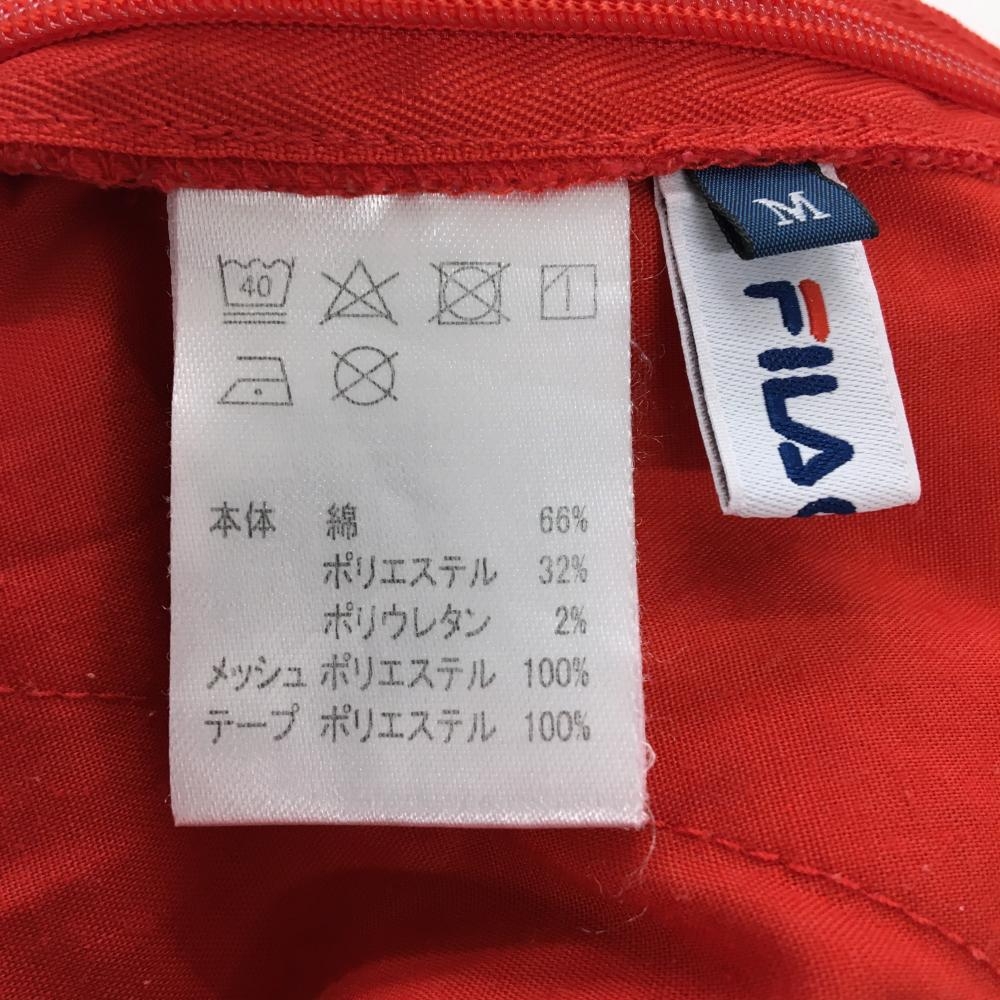 M
FILA
40
本体 綿 66%
ポリエステル 32%
ポリウレタン 2%
メッシュ ポリエステル 100%
テープ ポリエステル 100%